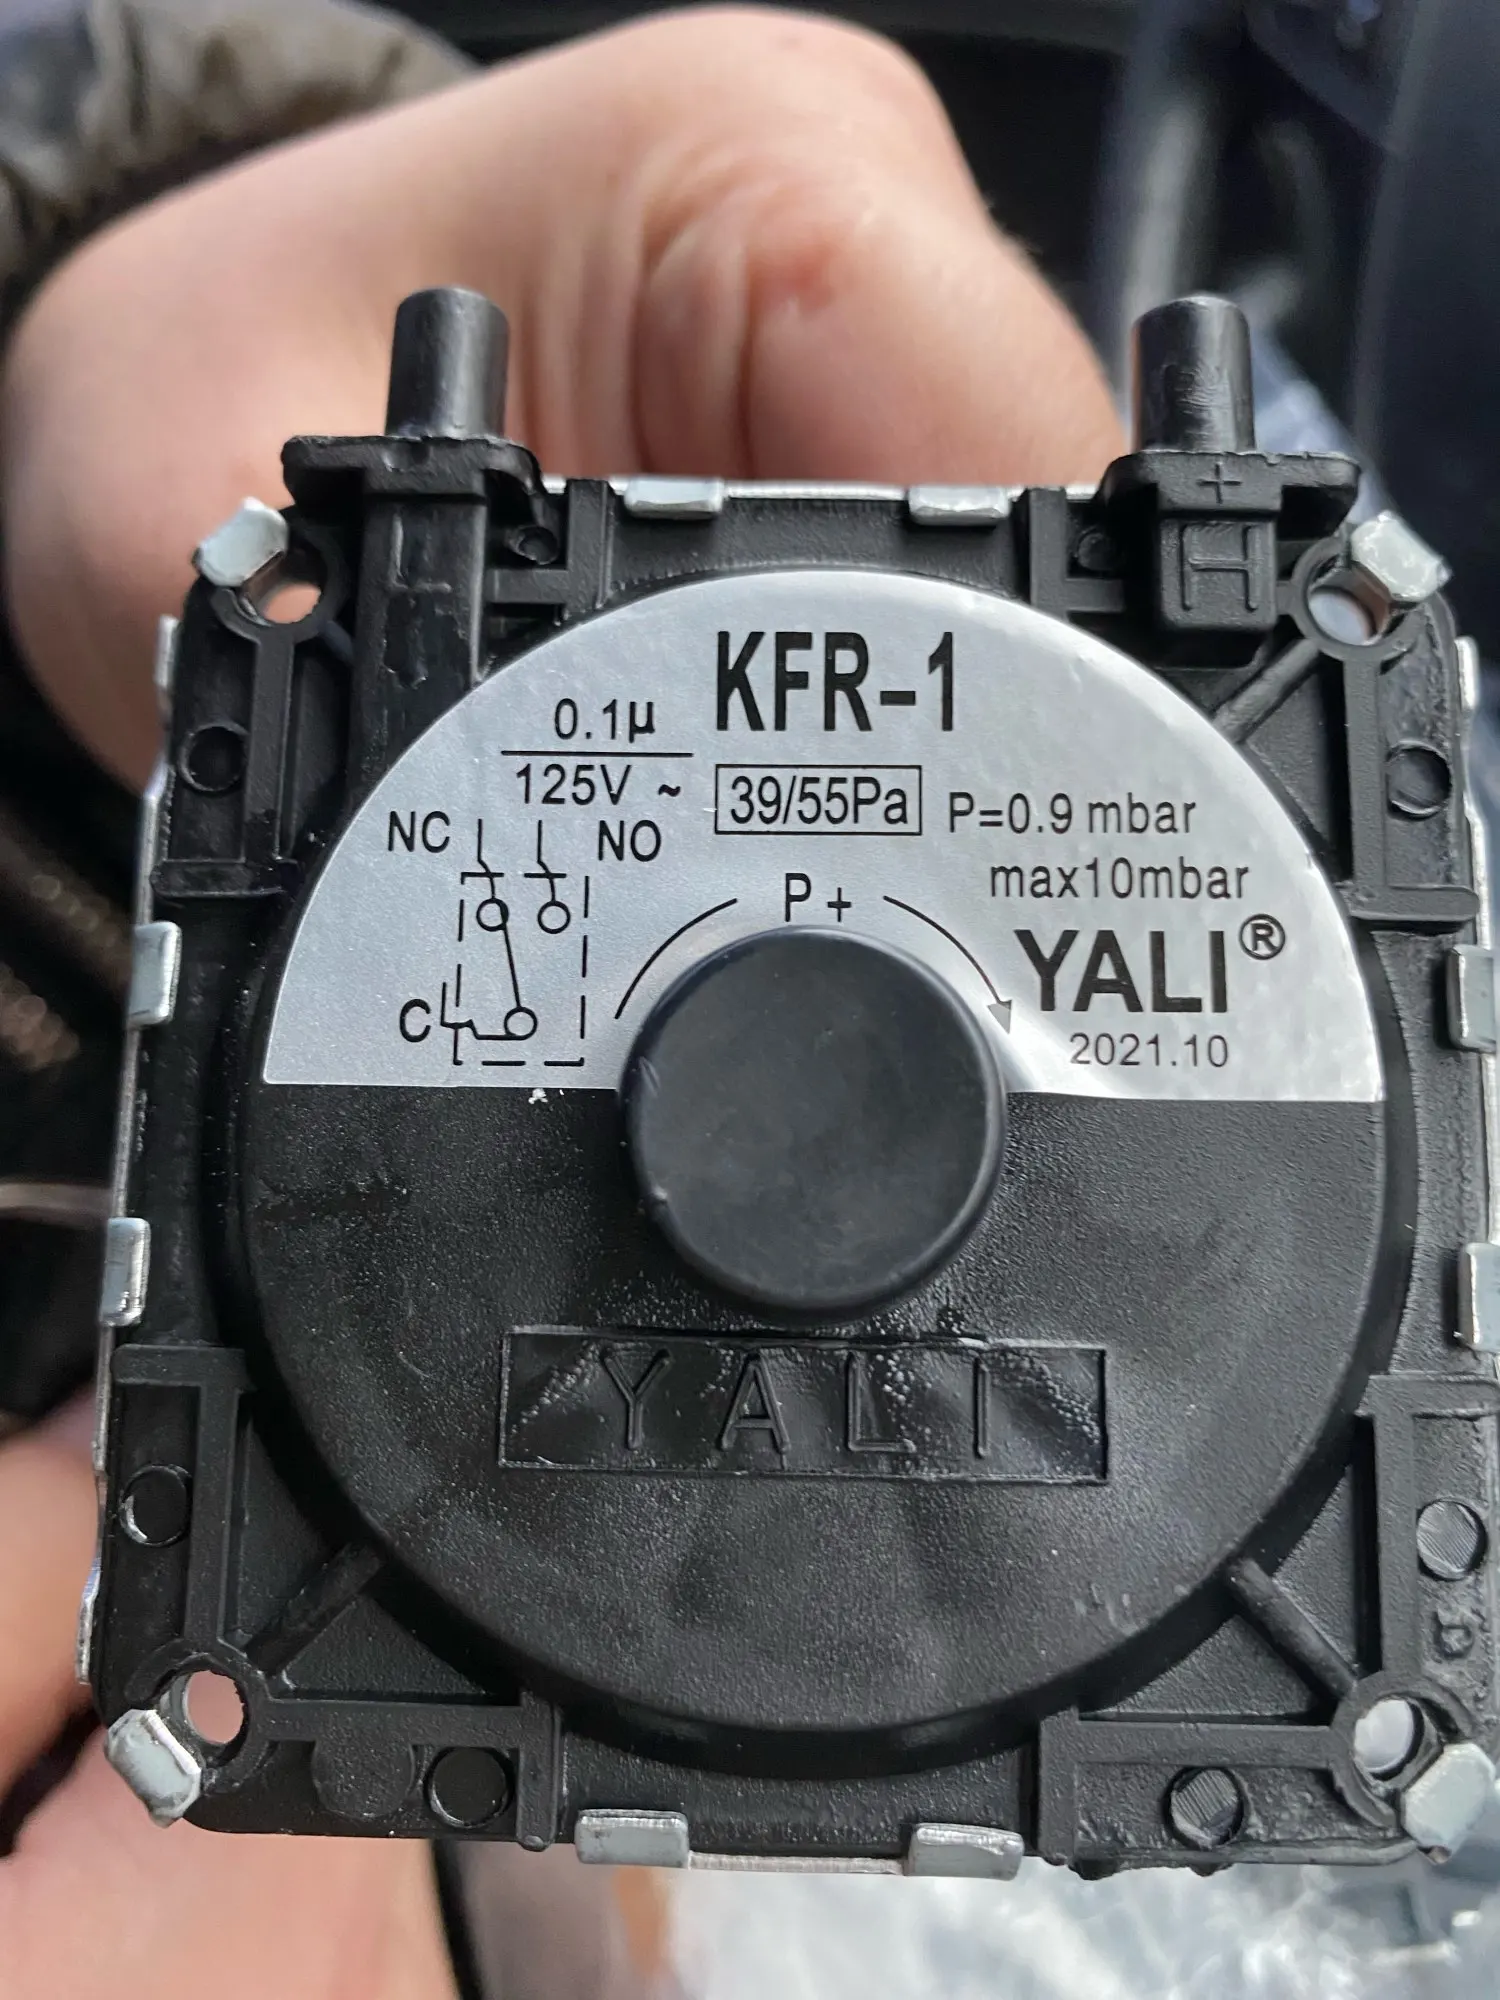 -
+
L
H
KFR-1
0.1μ
125V ~
39/55Pa
P=0.9 mbar
max10mbar
NC
NO
P +
YALI®
C
2021.10
YALI
D